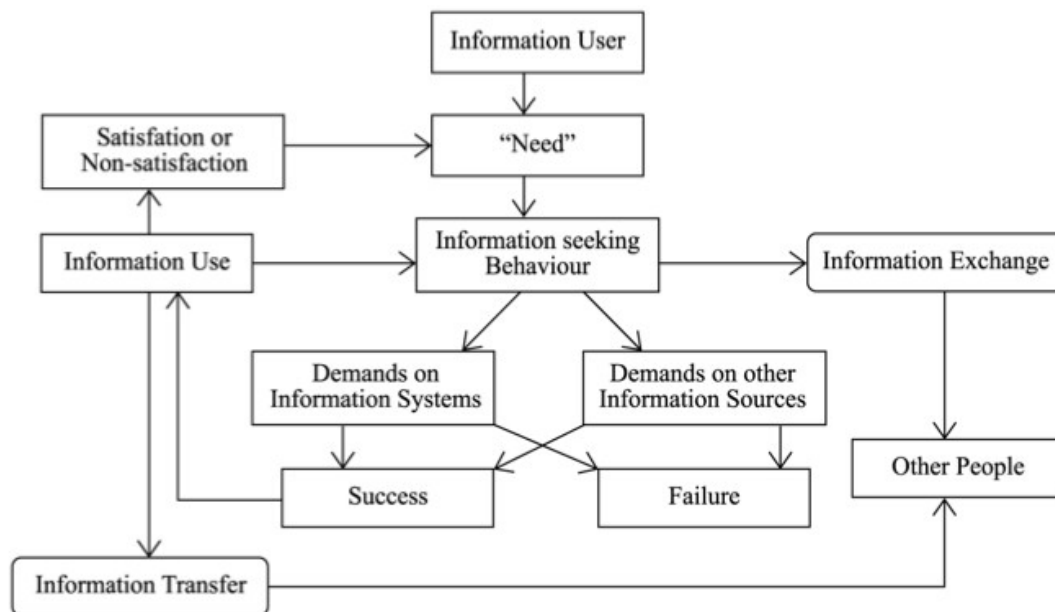 Information User
Satisfation or
Non-satisfaction
“Need”
Information Use
Information seeking
Behaviour
Information Exchange
Demands on
Information Systems
Demands on other
Information Sources
Success
Failure
Other People
Information Transfer